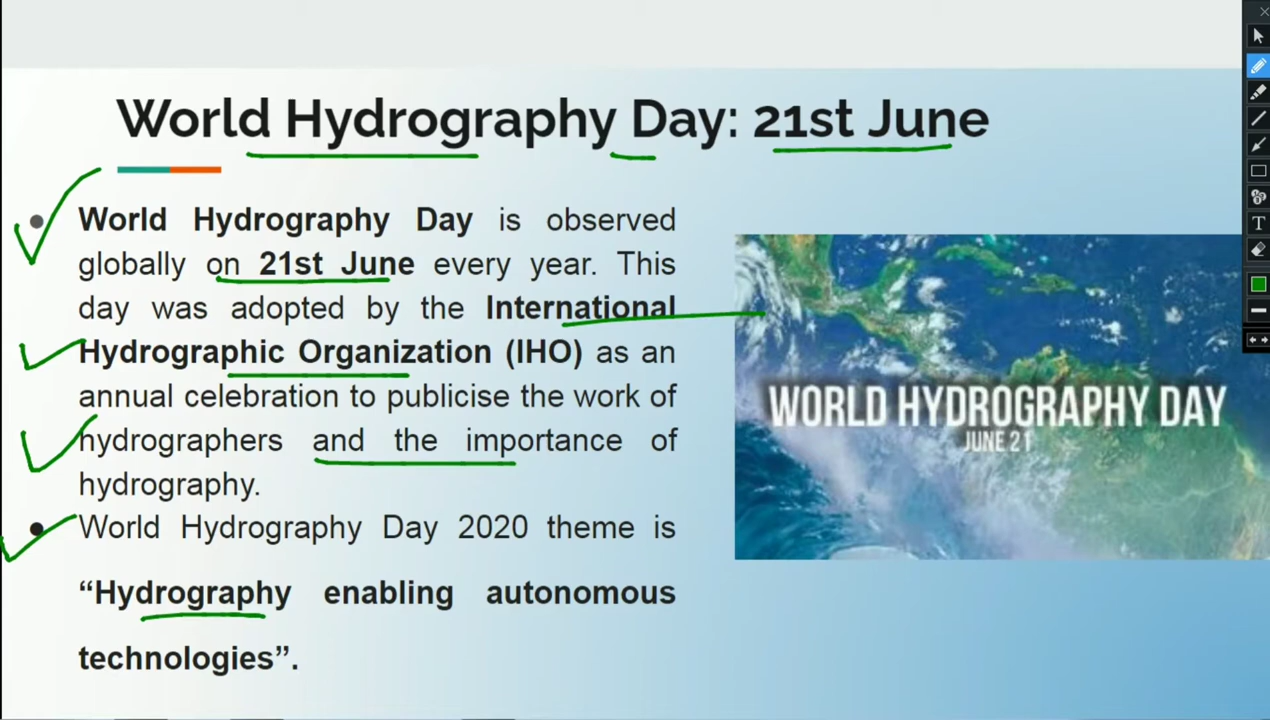 World Hydrography Day: 21st June
World Hydrography Day is observed
globally on 21st June every year. This
day was adopted by the International
Hydrographic Organization (IHO) as an
annual celebration to publicise the work of
hydrographers and the importance of
hydrography.
World Hydrography Day 2020 theme is
“Hydrography enabling autonomous
technologies”.
WORLD HYDROGRAPHY DAY
JUNE 21